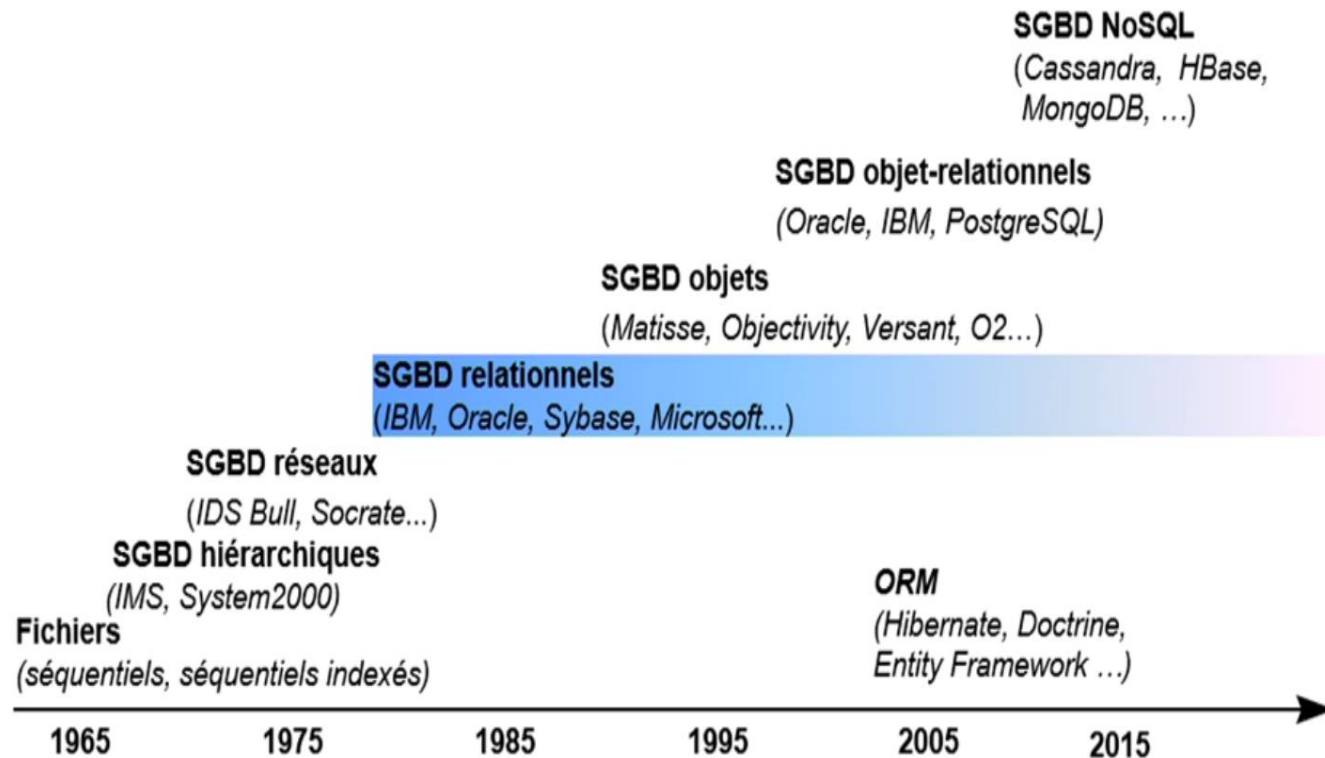 SGBD NoSQL
(Cassandra, HBase,
MongoDB, …)
SGBD objet-relationnels
(Oracle, IBM, PostgreSQL)
SGBD objets
(Matisse, Objectivity, Versant, O2…)
SGBD relationnels
(IBM, Oracle, Sybase, Microsoft...)
SGBD réseaux
(IDS Bull, Socrate...)
SGBD hiérarchiques
(IMS, System2000)
Fichiers
(séquentiels, séquentiels indexés)
ORM
(Hibernate, Doctrine,
Entity Framework …)
1965 1975 1985 1995 2005 2015